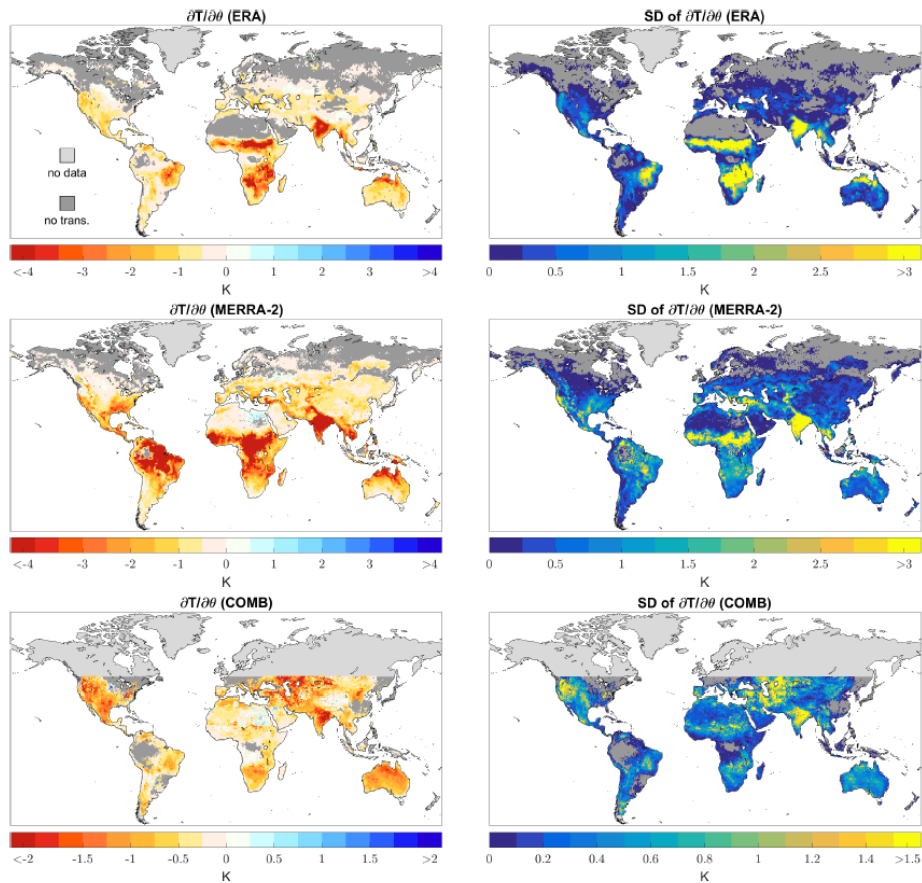 ∂T/∂θ (ERA)
SD of ∂T/∂θ (ERA)
no data
no trans.
<-4 -3 -2 -1 0 1 2 3 >4
K
0 0.5 1 1.5 2 2.5 >3
K
∂T/∂θ (MERRA-2)
SD of ∂T/∂θ (MERRA-2)
<-4 -3 -2 -1 0 1 2 3 >4
K
0 0.5 1 1.5 2 2.5 >3
K
∂T/∂θ (COMB)
SD of ∂T/∂θ (COMB)
<-2 -1.5 -1 -0.5 0 0.5 1 1.5 >2
K
0 0.2 0.4 0.6 0.8 1 1.2 1.4 >1.5
K